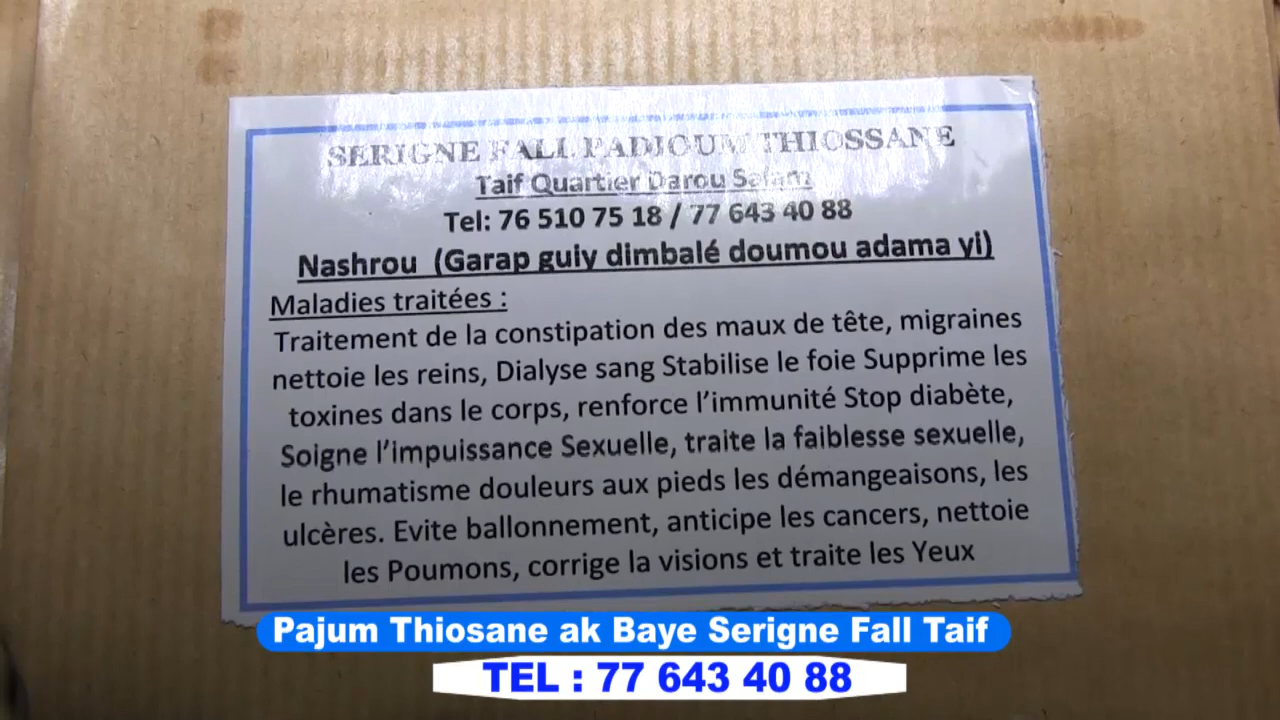 SERIGNE FALL PADJOUM THIOSSANE
Taif Quartier Darou Salam
Tel: 76 510 75 18 / 77 643 40 88
Nashrou (Garap guiy dimbalé doumou adama yi)
Maladies traitées :
Traitement de la constipation des maux de tête, migraines
nettoie les reins, Dialyse sang Stabilise le foie Supprime les
toxines dans le corps, renforce l’immunité Stop diabète,
Soigne l’impuissance Sexuelle, traite la faiblesse sexuelle,
le rhumatisme douleurs aux pieds les démangeaisons, les
ulcères. Evite ballonnement, anticipe les cancers, nettoie
les Poumons, corrige la visions et traite les Yeux
Pajum Thiosane ak Baye Serigne Fall Taif
TEL : 77 643 40 88